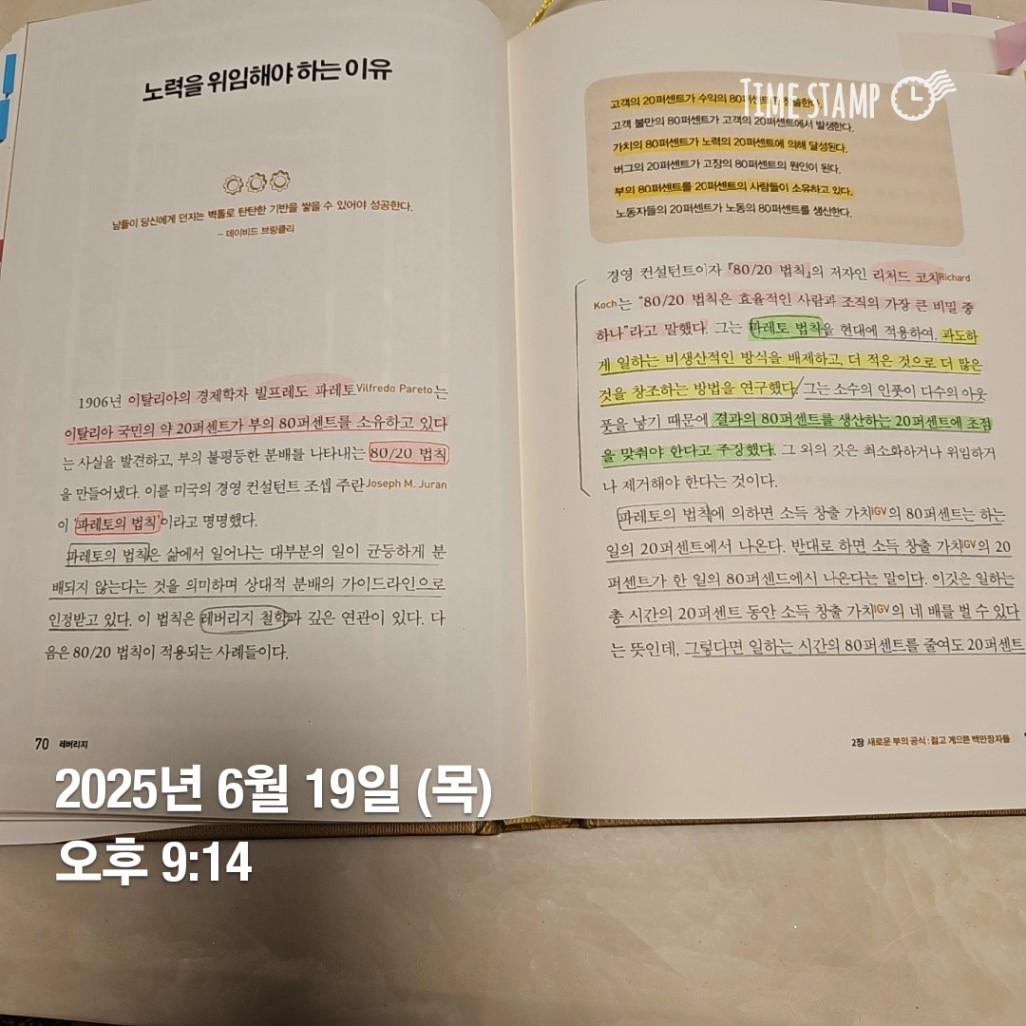 노력을 위임해야 하는 이유
남들이 당신에게 던지는 벽돌로 탄탄한 기반을 쌓을 수 있어야 성공한다.
– 데이비드 브링클리
1906년 이탈리아의 경제학자 빌프레도 파레토Vilfredo Pareto는
이탈리아 국민의 약 20퍼센트가 부의 80퍼센트를 소유하고 있다
는 사실을 발견하고, 부의 불평등한 분배를 나타내는 80/20 법칙
을 만들어냈다. 이를 미국의 경영 컨설턴트 조셉 주란Joseph M. Juran
이 '파레토의 법칙'이라고 명명했다.
파레토의 법칙은 삶에서 일어나는 대부분의 일이 균등하게 분
배되지 않는다는 것을 의미하며 상대적 분배의 가이드라인으로
인정받고 있다. 이 법칙은 레버리지 철학과 깊은 연관이 있다. 다
음은 80/20 법칙이 적용되는 사례들이다.
70 레버리지
TIME STAMP
고객의 20퍼센트가 수익의 80퍼센트를
고객 불만의 80퍼센트가 고객의 20퍼센트에서 발생한다.
가치의 80퍼센트가 노력의 20퍼센트에 의해 달성된다.
버그의 20퍼센트가 고장의 80퍼센트의 원인이 된다.
부의 80퍼센트를 20퍼센트의 사람들이 소유하고 있다.
노동자들의 20퍼센트가 노동의 80퍼센트를 생산한다.
경영 컨설턴트이자 『80/20 법칙』의 저자인 리처드 코치Richard
Koch는 "80/20 법칙은 효율적인 사람과 조직의 가장 큰 비밀 중
하나"라고 말했다. 그는 파레토 법칙을 현대에 적용하여, 과도하
게 일하는 비생산적인 방식을 배제하고, 더 적은 것으로 더 많은
것을 창조하는 방법을 연구했다. 그는 소수의 인풋이 다수의 아웃
풋을 낳기 때문에 결과의 80퍼센트를 생산하는 20퍼센트에 초점
을 맞춰야 한다고 주장했다. 그 외의 것은 최소화하거나 위임하거
나 제거해야 한다는 것이다.
파레토의 법칙에 의하면 소득 창출 가치IGV의 80퍼센트는 하는
일의 20퍼센트에서 나온다. 반대로 하면 소득 창출 가치IGV의 20
퍼센트가 한 일의 80퍼센드에서 나온다는 말이다. 이것은 일하는
총 시간의 20퍼센트 동안 소득 창출 가치IGV의 네 배를 벌 수 있다
는 뜻인데, 그렇다면 일하는 시간의 80퍼센트를 줄여도 20퍼센트
2장 새로운 부의 공식 : 젊고 게으른 백만장자들
2025년 6월 19일 (목)
오후 9:14